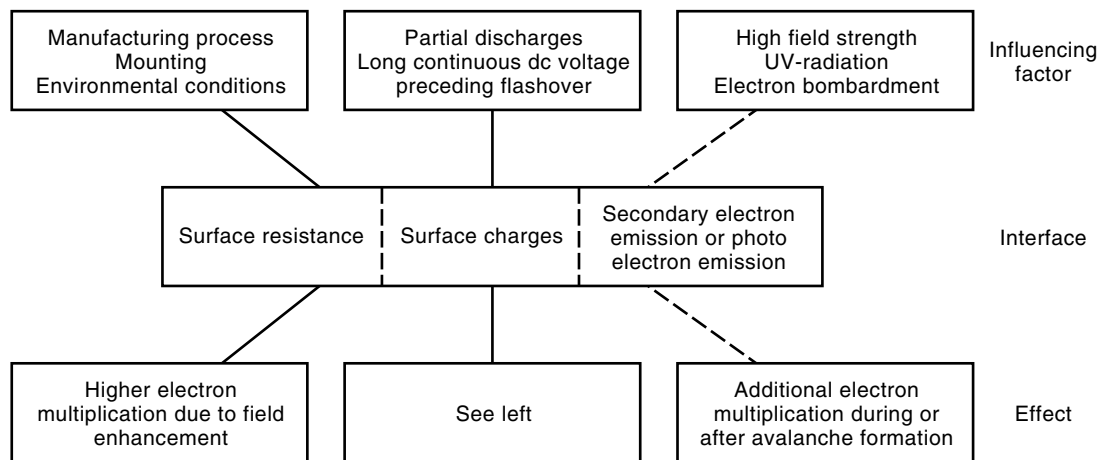 Manufacturing process
Mounting
Environmental conditions
Partial discharges
Long continuous dc voltage
preceding flashover
High field strength
UV-radiation
Electron bombardment
Influencing
factor
Surface resistance
Surface charges
Secondary electron
emission or photo
electron emission
Interface
Higher electron
multiplication due to field
enhancement
See left
Additional electron
multiplication during or
after avalanche formation
Effect